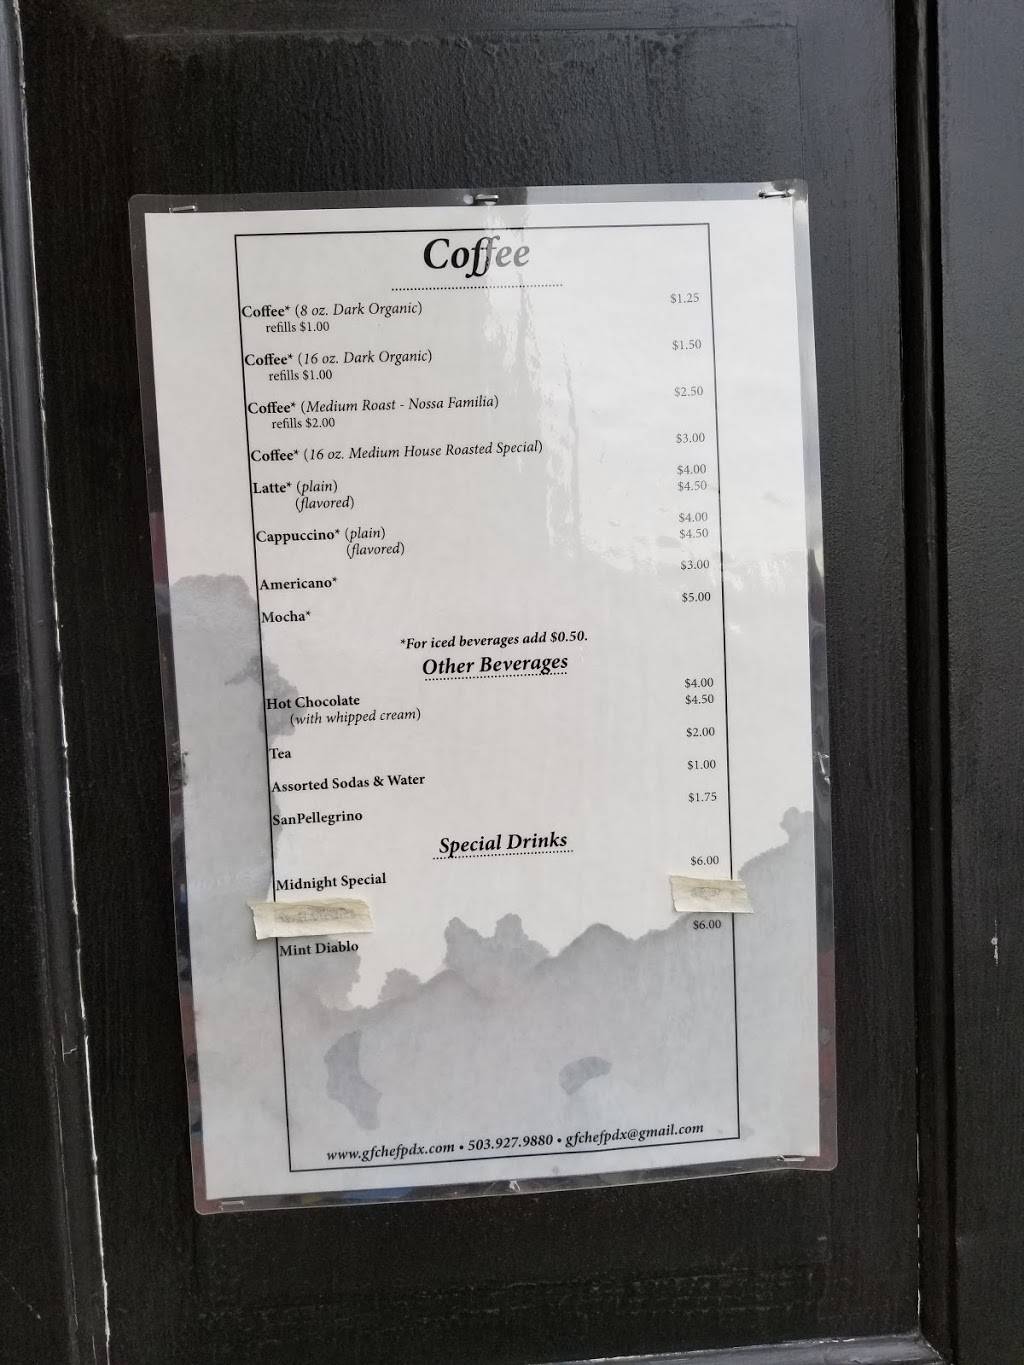 Coffee
Coffee* (8 oz. Dark Organic) $1.25
refills $1.00
Coffee* (16 oz. Dark Organic) $1.50
refills $1.00
Coffee* (Medium Roast - Nossa Familia) $2.50
refills $2.00
Coffee* (16 oz. Medium House Roasted Special) $3.00
Latte* (plain) $4.00
(flavored) $4.50
Cappuccino* (plain) $4.00
(flavored) $4.50
Americano* $3.00
Mocha* $5.00
*For iced beverages add $0.50.
Other Beverages
Hot Chocolate $4.00
(with whipped cream) $4.50
Tea $2.00
Assorted Sodas & Water $1.00
SanPellegrino $1.75
Special Drinks
Midnight Special $6.00
Mint Diablo $6.00
www.gfchefpdx.com • 503.927.9880 • gfchefpdx@gmail.com